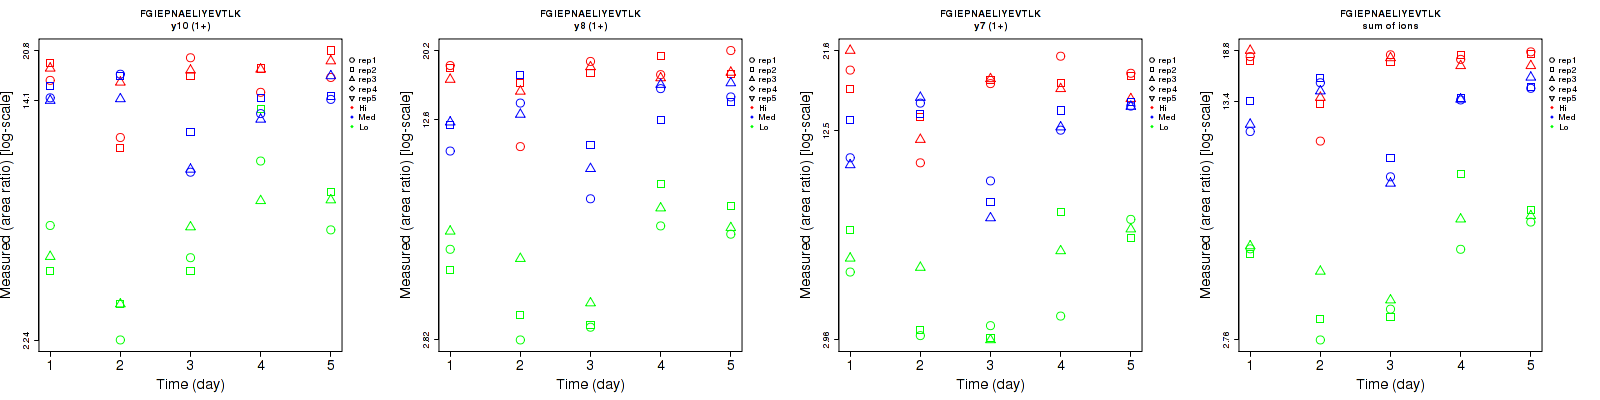 FGIEPNAELIYEVTLK
y10 (1+)
Measured (area ratio) [log-scale]
20.8
14.1
2.24
1 2 3 4 5
Time (day)
rep1
rep2
rep3
rep4
rep5
Hi
Med
Lo
FGIEPNAELIYEVTLK
y8 (1+)
Measured (area ratio) [log-scale]
20.2
12.8
2.82
1 2 3 4 5
Time (day)
rep1
rep2
rep3
rep4
rep5
Hi
Med
Lo
FGIEPNAELIYEVTLK
y7 (1+)
Measured (area ratio) [log-scale]
21.6
12.5
2.96
1 2 3 4 5
Time (day)
rep1
rep2
rep3
rep4
rep5
Hi
Med
Lo
FGIEPNAELIYEVTLK
sum of ions
Measured (area ratio) [log-scale]
18.8
13.4
2.76
1 2 3 4 5
Time (day)
rep1
rep2
rep3
rep4
rep5
Hi
Med
Lo